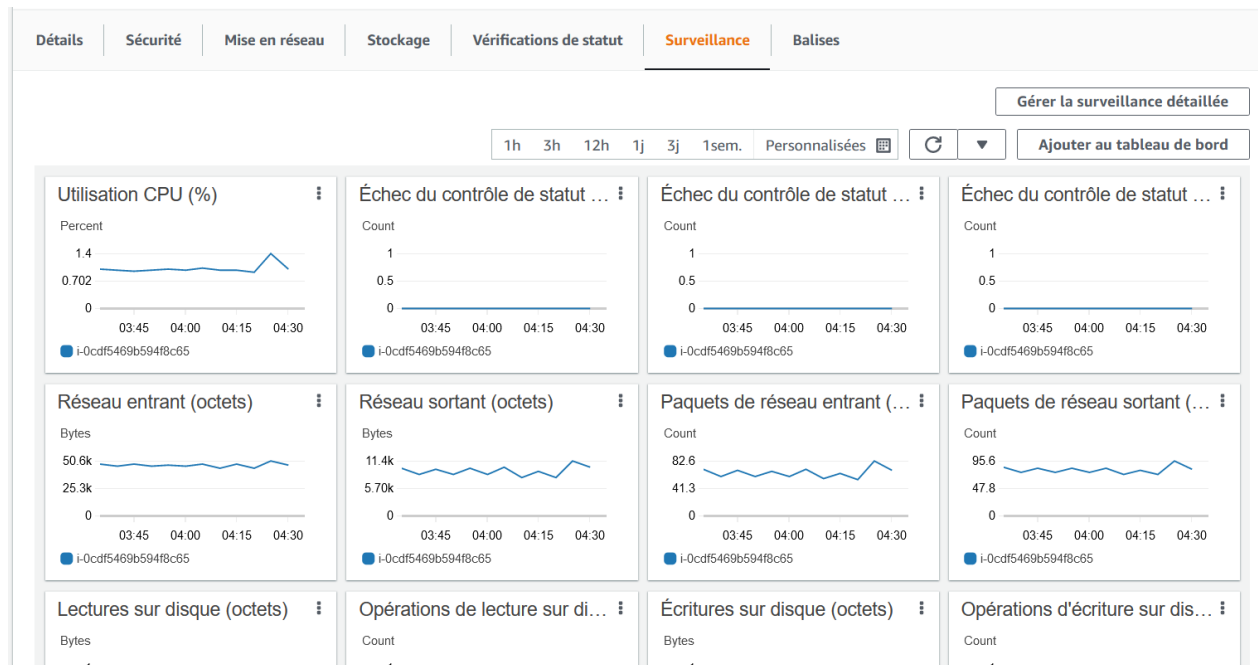 Détails Sécurité Mise en réseau Stockage Vérifications de statut Surveillance Balises
Gérer la surveillance détaillée
1h 3h 12h 1j 3j 1sem. Personnalisées Ajouter au tableau de bord
Utilisation CPU (%) Échec du contrôle de statut ... Échec du contrôle de statut ... Échec du contrôle de statut ...
Percent Count Count Count
1.4 1 1 1
0.702 0.5 0.5 0.5
0 0 0 0
03:45 04:00 04:15 04:30 03:45 04:00 04:15 04:30 03:45 04:00 04:15 04:30 03:45 04:00 04:15 04:30
i-0cdf5469b594f8c65 i-0cdf5469b594f8c65 i-0cdf5469b594f8c65 i-0cdf5469b594f8c65
Réseau entrant (octets) Réseau sortant (octets) Paquets de réseau entrant (... Paquets de réseau sortant (...
Bytes Bytes Count Count
50.6k 11.4k 82.6 95.6
25.3k 5.70k 41.3 47.8
0 0 0 0
03:45 04:00 04:15 04:30 03:45 04:00 04:15 04:30 03:45 04:00 04:15 04:30 03:45 04:00 04:15 04:30
i-0cdf5469b594f8c65 i-0cdf5469b594f8c65 i-0cdf5469b594f8c65 i-0cdf5469b594f8c65
Lectures sur disque (octets) Opérations de lecture sur di... Écritures sur disque (octets) Opérations d'écriture sur dis...
Bytes Count Bytes Count